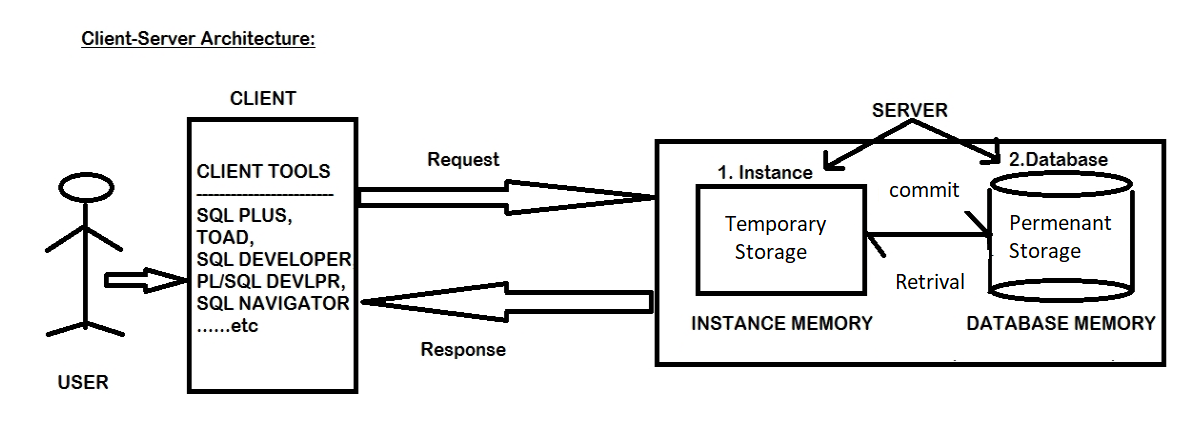 Client-Server Architecture:
CLIENT
CLIENT TOOLS
------------------------
SQL PLUS,
TOAD,
SQL DEVELOPER
PL/SQL DEVLPR,
SQL NAVIGATOR
......etc
USER
Request
Response
SERVER
1. Instance
2.Database
Temporary
Storage
commit
Retrival
Permenant
Storage
INSTANCE MEMORY
DATABASE MEMORY